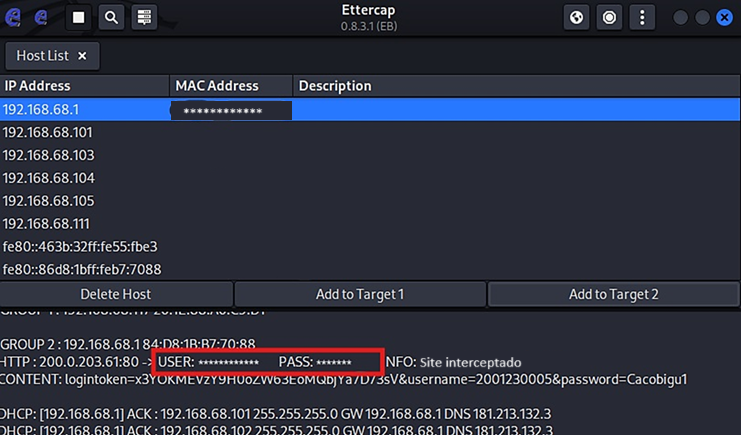 Ettercap
0.8.3.1 (EB)
Host List ×
IP Address MAC Address Description
192.168.68.1 ************
192.168.68.101
192.168.68.103
192.168.68.104
192.168.68.105
192.168.68.111
fe80::463b:32ff:fe55:fbe3
fe80::86d8:1bff:feb7:7088
Delete Host Add to Target 1 Add to Target 2
GROUP 2 : 192.168.68.1 84:D8:1B:B7:70:88
HTTP : 200.0.203.61:80 -> USER: ************ PASS: ******* NFO: Site interceptado
CONTENT: &username=2001230005&password=Cacobigu1
DHCP: [192.168.68.1] ACK : 192.168.68.101 255.255.255.0 GW 192.168.68.1 DNS 181.213.132.3
DHCP: [192.168.68.1] ACK : 192.168.68.102 255.255.255.0 GW 192.168.68.1 DNS 181.213.132.3